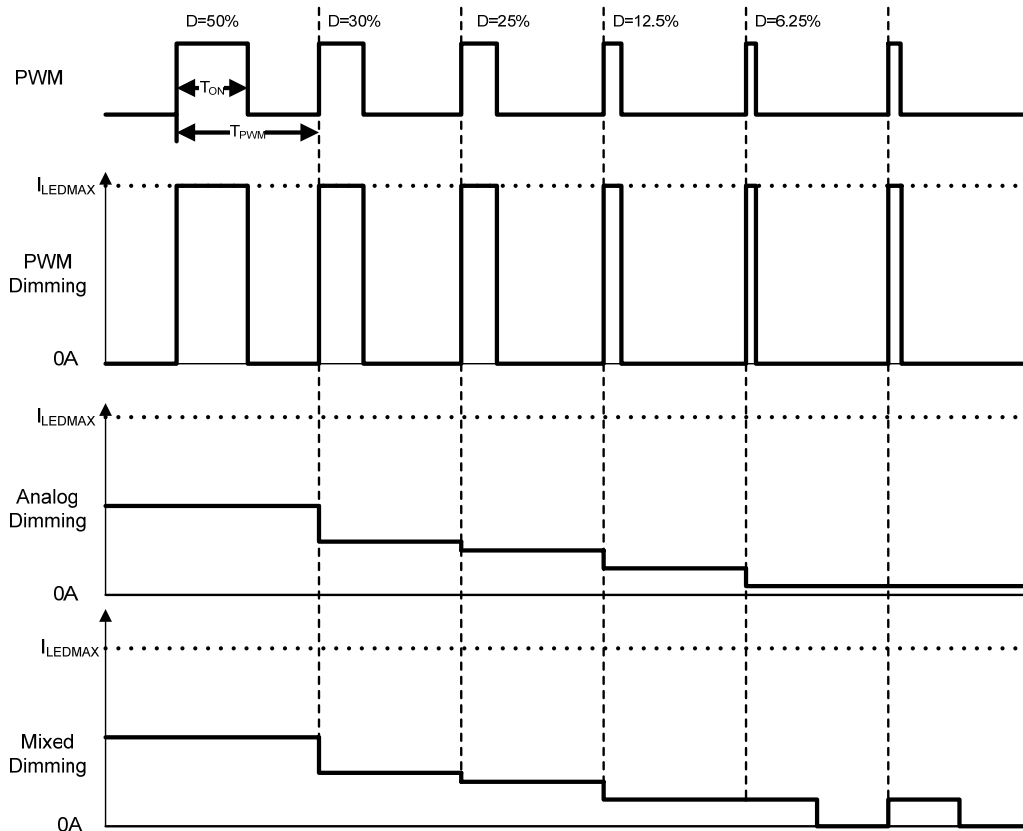 D=50% D=30% D=25% D=12.5% D=6.25%
PWM
TON
TPWM
ILEDMAX
PWM
Dimming
0A
ILEDMAX
Analog
Dimming
0A
ILEDMAX
Mixed
Dimming
0A